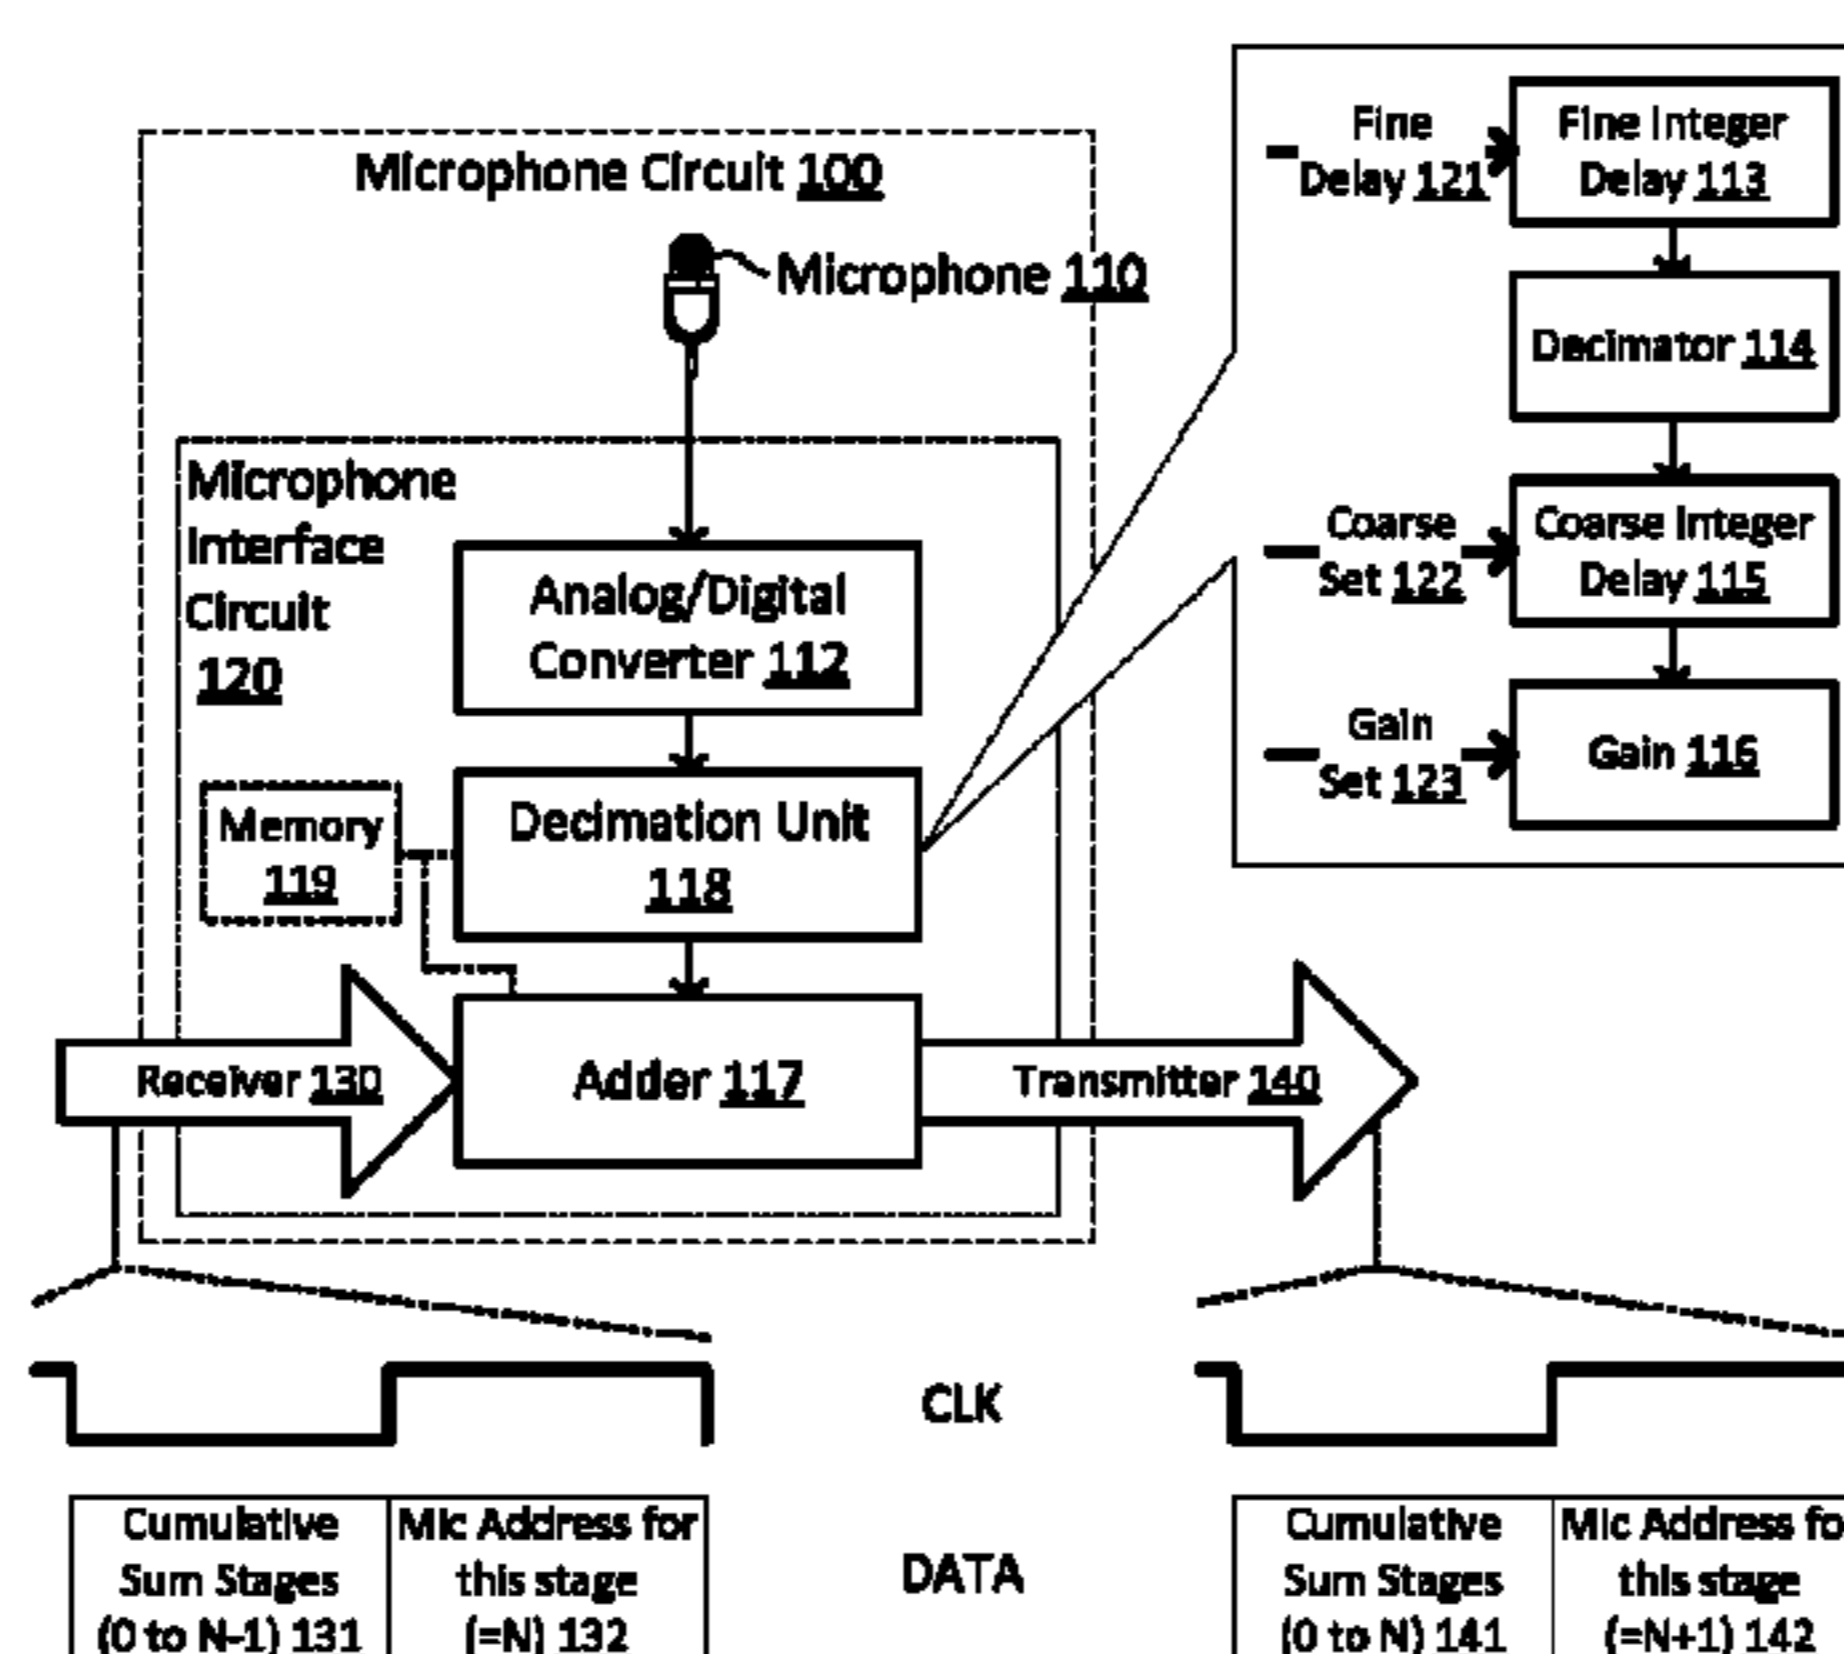 Microphone Circuit 100
Microphone 110
Microphone
Interface
Circuit
120
Analog/Digital
Converter 112
Memory
119
Decimation Unit
118
Receiver 130
Adder 117
Transmitter 140
Fine
Delay 121
Fine Integer
Delay 113
Decimator 114
Coarse
Set 122
Coarse Integer
Delay 115
Gain
Set 123
Gain 116
CLK
DATA
Cumulative
Sum Stages
(0 to N-1) 131
Mic Address for
this stage
(=N) 132
Cumulative
Sum Stages
(0 to N) 141
Mic Address fo
this stage
(=N+1) 142